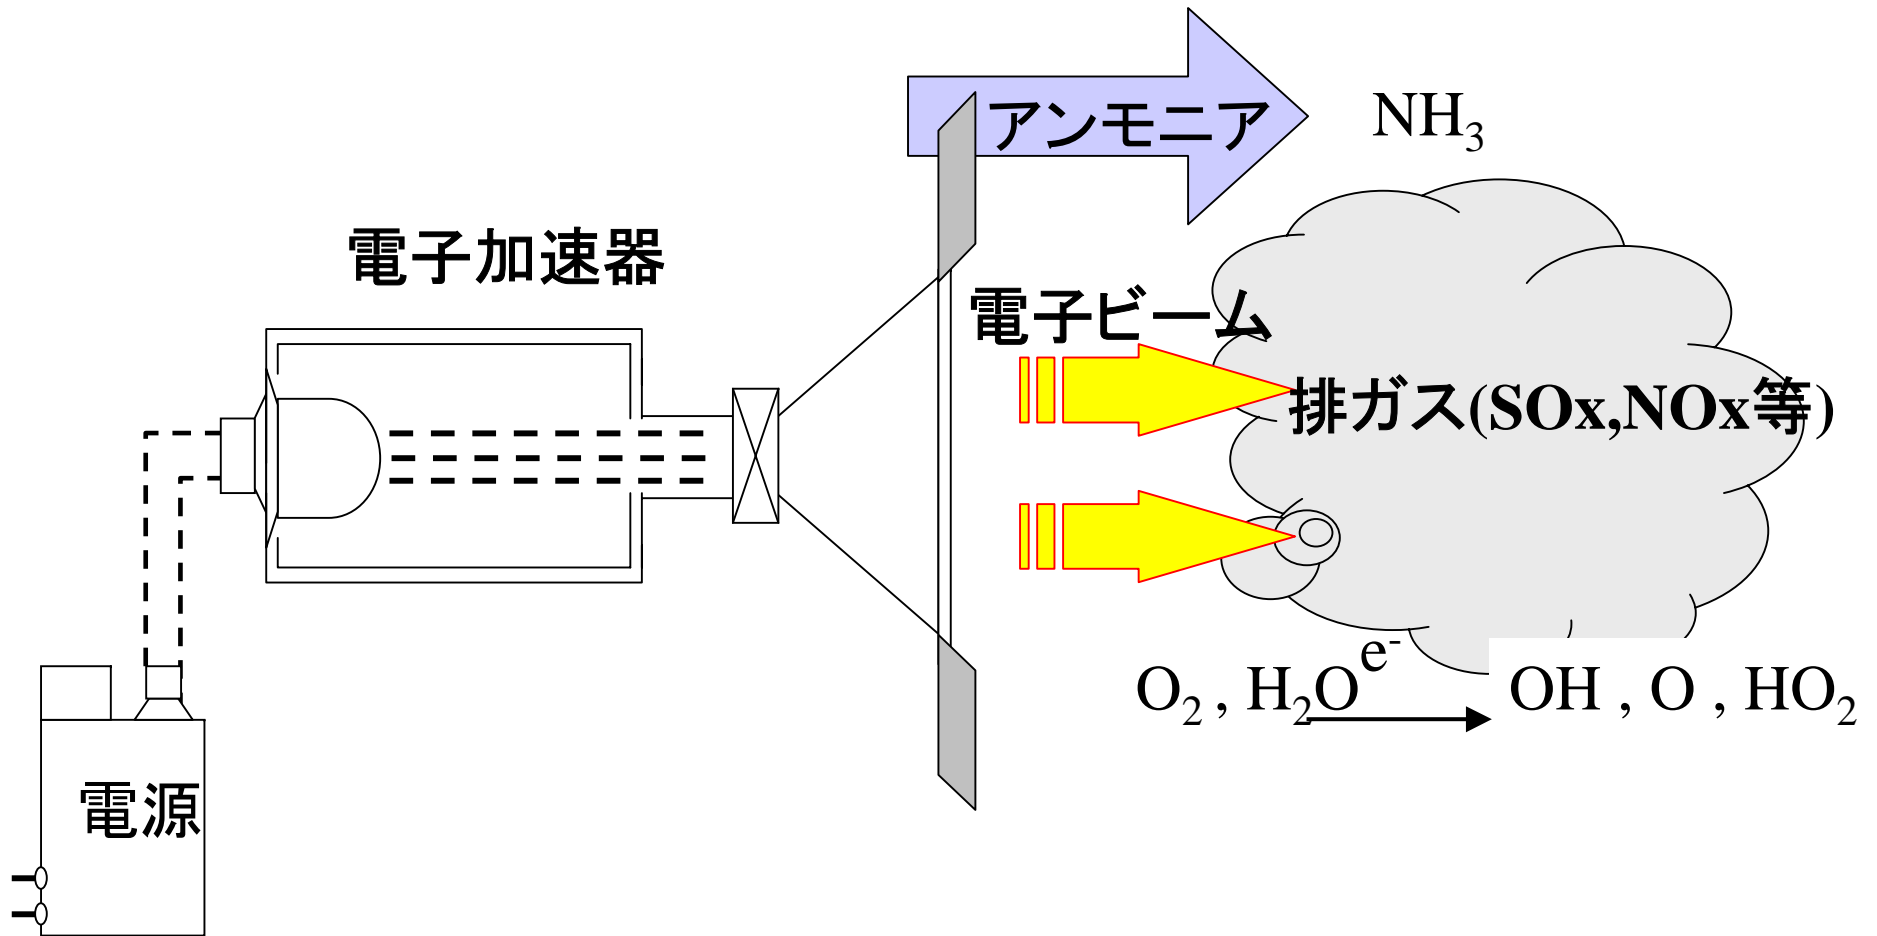 アンモニア
NH₃
電子加速器
電子ビーム
排ガス(SOx,NOx等)
e⁻
O₂ , H₂O
OH , O , HO₂
電源